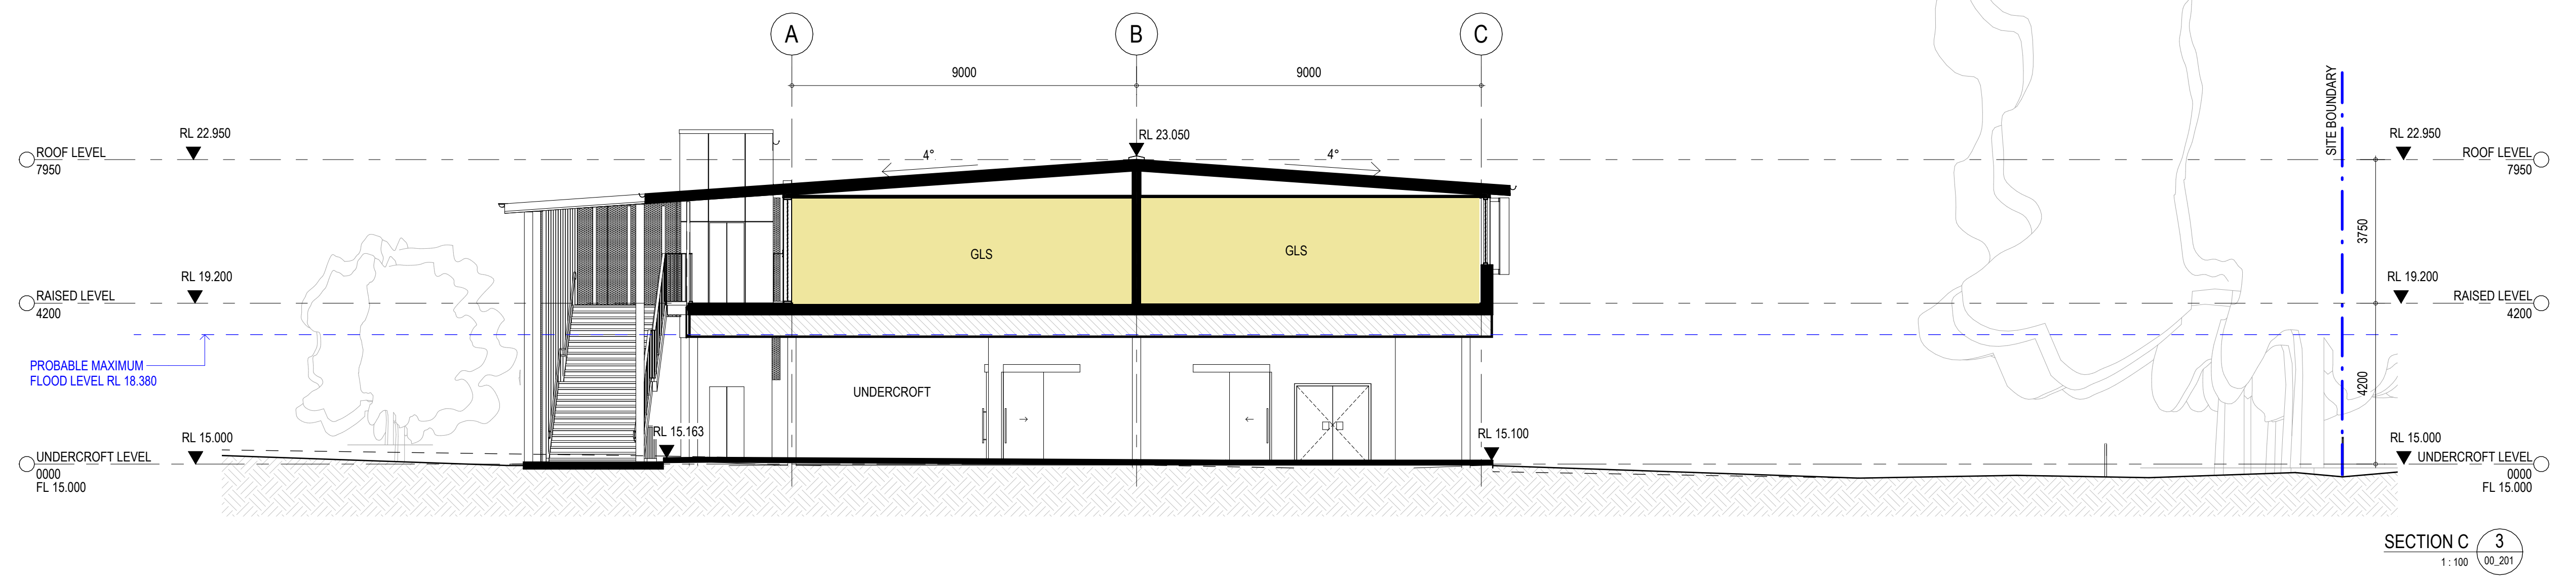 A
B
C
9000
9000
SITE BOUNDARY
RL 22.950
RL 23.050
RL 22.950
ROOF LEVEL
7950
4°
4°
ROOF LEVEL
7950
3750
GLS
GLS
RL 19.200
RL 19.200
RAISED LEVEL
4200
RAISED LEVEL
4200
PROBABLE MAXIMUM
FLOOD LEVEL RL 18.380
UNDERCROFT
4200
RL 15.000
RL 15.163
RL 15.100
RL 15.000
UNDERCROFT LEVEL
0000
FL 15.000
UNDERCROFT LEVEL
0000
FL 15.000
SECTION C
1 : 100
3
00_201